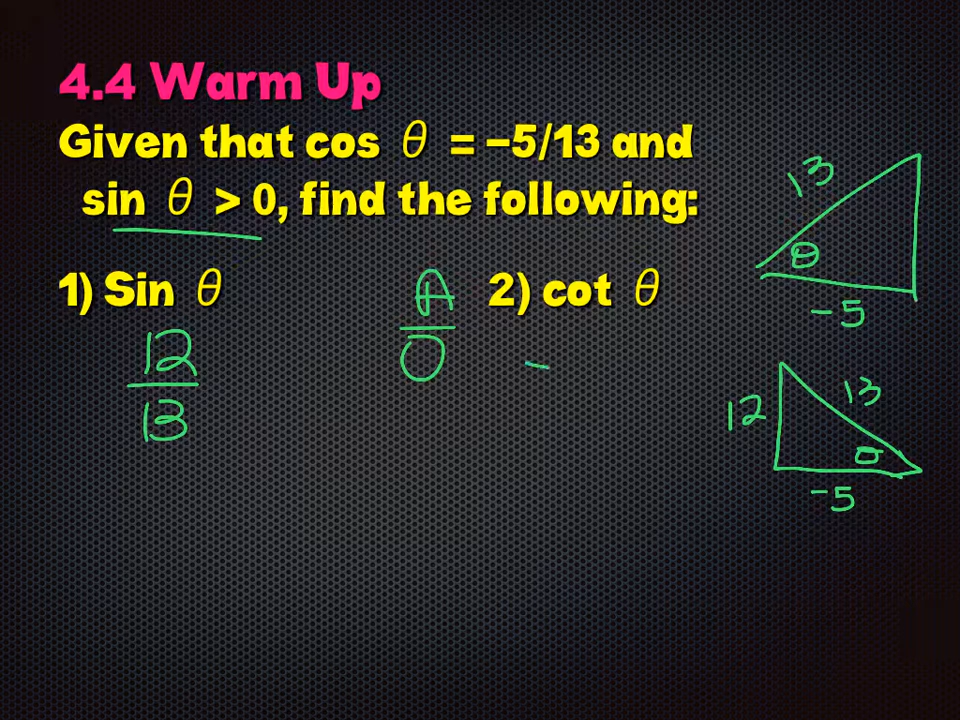 4.4 Warm Up
Given that cos θ = -5/13 and
sin θ > 0, find the following:
1) Sin θ
2) cot θ
12
13
A
O
-
13
θ
-5
12
13
θ
-5